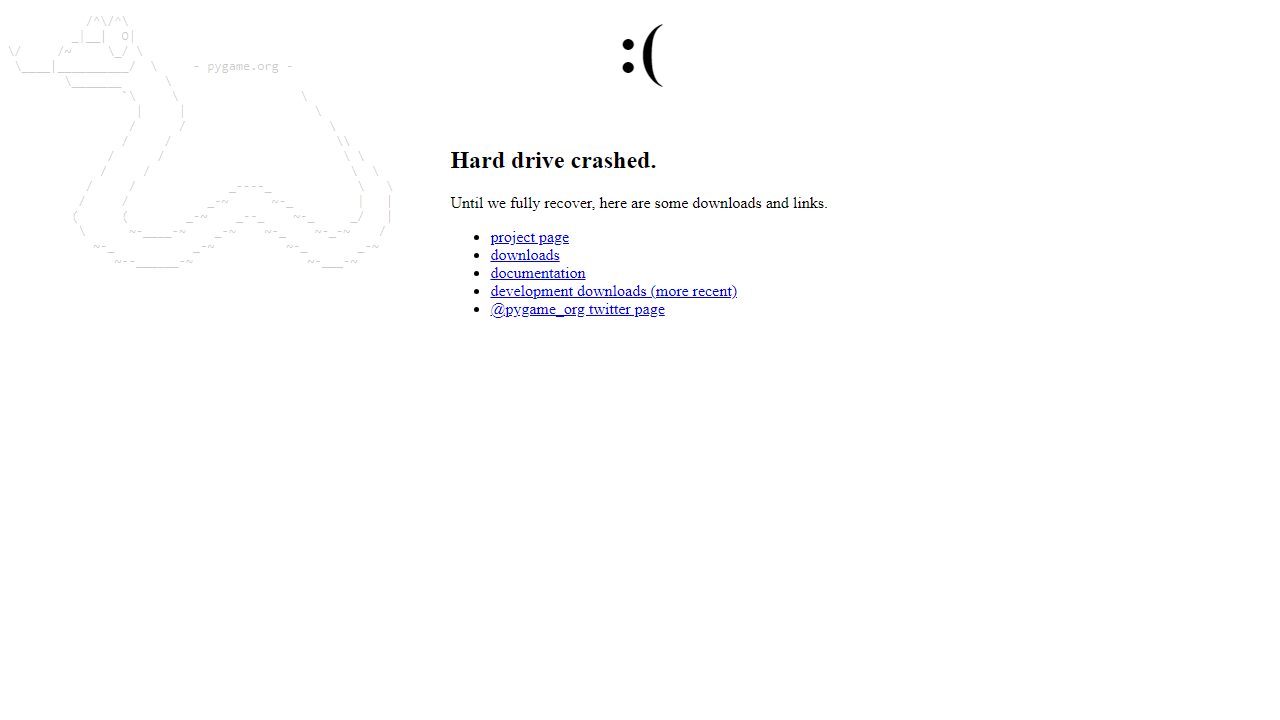 - pygame.org -
:(
Hard drive crashed.
Until we fully recover, here are some downloads and links.
project page
downloads
documentation
development downloads (more recent)
@pygame_org twitter page